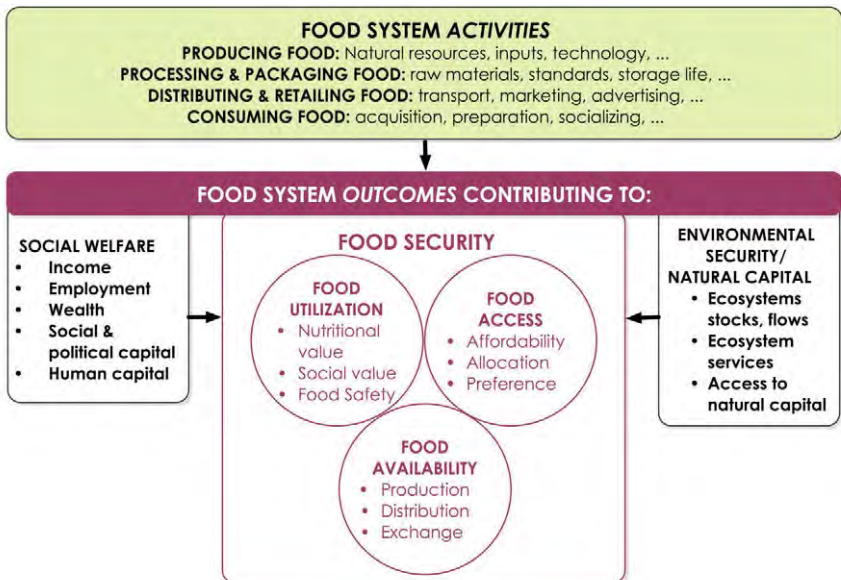 FOOD SYSTEM ACTIVITIES
PRODUCING FOOD: Natural resources, inputs, technology, ...
PROCESSING & PACKAGING FOOD: raw materials, standards, storage life, ...
DISTRIBUTING & RETAILING FOOD: transport, marketing, advertising, ...
CONSUMING FOOD: acquisition, preparation, socializing, ...
FOOD SYSTEM OUTCOMES CONTRIBUTING TO:
SOCIAL WELFARE
• Income
• Employment
• Wealth
• Social &
political capital
• Human capital
FOOD SECURITY
FOOD
UTILIZATION
• Nutritional
value
• Social value
• Food Safety
FOOD
ACCESS
• Affordability
• Allocation
• Preference
FOOD
AVAILABILITY
• Production
• Distribution
• Exchange
ENVIRONMENTAL
SECURITY/
NATURAL CAPITAL
• Ecosystems
stocks, flows
• Ecosystem
services
• Access to
natural capital